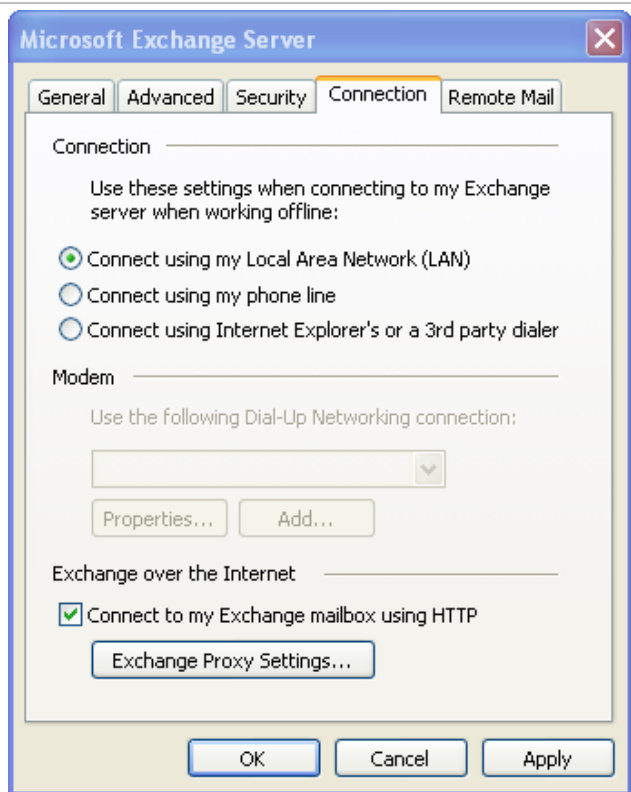 Microsoft Exchange Server
General Advanced Security Connection Remote Mail
Connection
Use these settings when connecting to my Exchange
server when working offline:
Connect using my Local Area Network (LAN)
Connect using my phone line
Connect using Internet Explorer's or a 3rd party dialer
Modem
Use the following Dial-Up Networking connection:
Properties... Add...
Exchange over the Internet
Connect to my Exchange mailbox using HTTP
Exchange Proxy Settings...
OK Cancel Apply